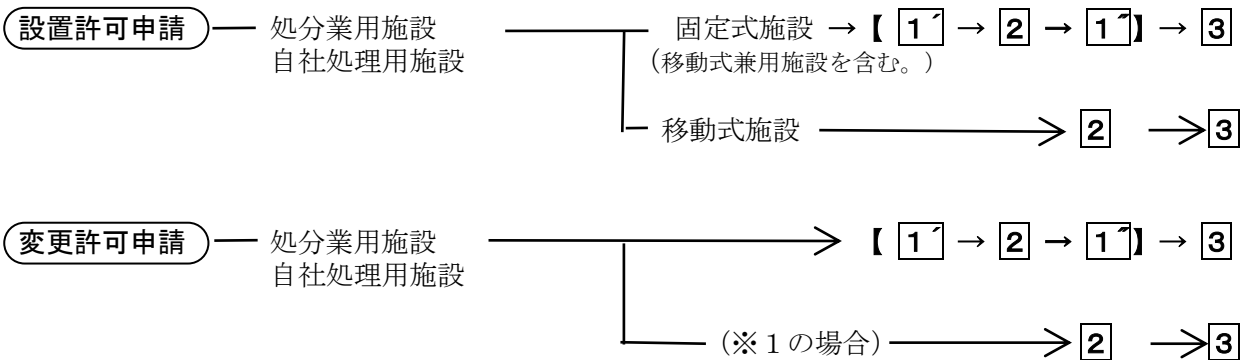 設置許可申請 処分業用施設 固定式施設 →【 1´ → 2 → 1˝】→ 3
自社処理用施設 (移動式兼用施設を含む。)
移動式施設 → 2 → 3
変更許可申請 処分業用施設 → 【 1´ → 2 → 1˝】→ 3
自社処理用施設
(※1の場合) → 2 → 3